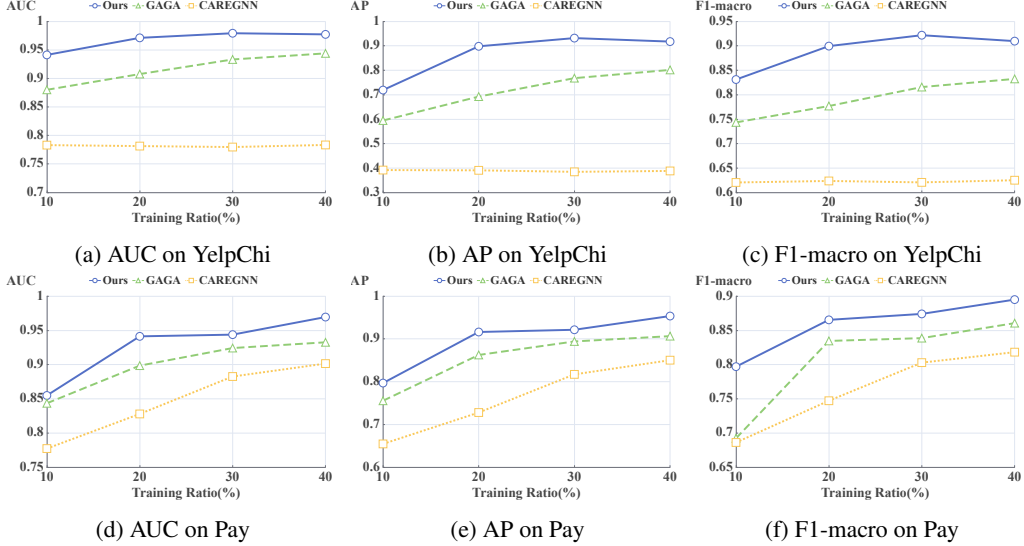 AUC
Ours GAGA CAREGNN
1
0.95
0.9
0.85
0.8
0.75
0.7
10 20 30 40
Training Ratio(%)
(a) AUC on YelpChi
AP
Ours GAGA CAREGNN
1
0.9
0.8
0.7
0.6
0.5
0.4
0.3
10 20 30 40
Training Ratio(%)
(b) AP on YelpChi
F1-macro
Ours GAGA CAREGNN
1
0.95
0.9
0.85
0.8
0.75
0.7
0.65
0.6
10 20 30 40
Training Ratio(%)
(c) F1-macro on YelpChi
AUC
Ours GAGA CAREGNN
1
0.95
0.9
0.85
0.8
0.75
10 20 30 40
Training Ratio(%)
(d) AUC on Pay
AP
Ours GAGA CAREGNN
1
0.9
0.8
0.7
0.6
10 20 30 40
Training Ratio(%)
(e) AP on Pay
F1-macro
Ours GAGA CAREGNN
0.9
0.85
0.8
0.75
0.7
0.65
10 20 30 40
Training Ratio(%)
(f) F1-macro on Pay